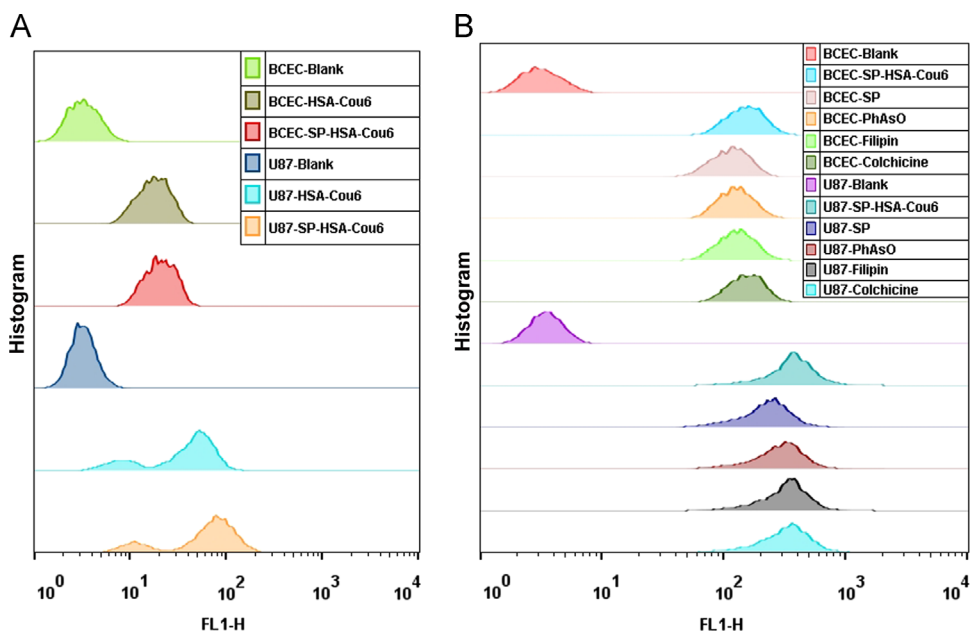 A
BCEC-Blank
BCEC-HSA-Cou6
BCEC-SP-HSA-Cou6
U87-Blank
U87-HSA-Cou6
U87-SP-HSA-Cou6
Histogram
10^0 10^1 10^2 10^3 10^4
FL1-H
B
BCEC-Blank
BCEC-SP-HSA-Cou6
BCEC-SP
BCEC-PhAsO
BCEC-Filipin
BCEC-Colchicine
U87-Blank
U87-SP-HSA-Cou6
U87-SP
U87-PhAsO
U87-Filipin
U87-Colchicine
Histogram
10^0 10^1 10^2 10^3 10^4
FL1-H